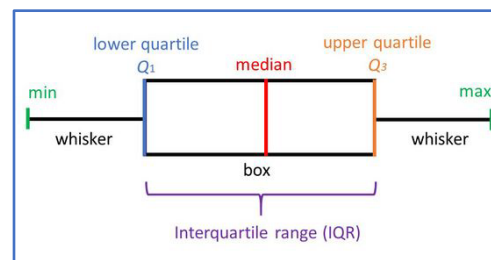 lower quartile
Q1
upper quartile
Q3
median
min
max
whisker
whisker
box
Interquartile range (IQR)